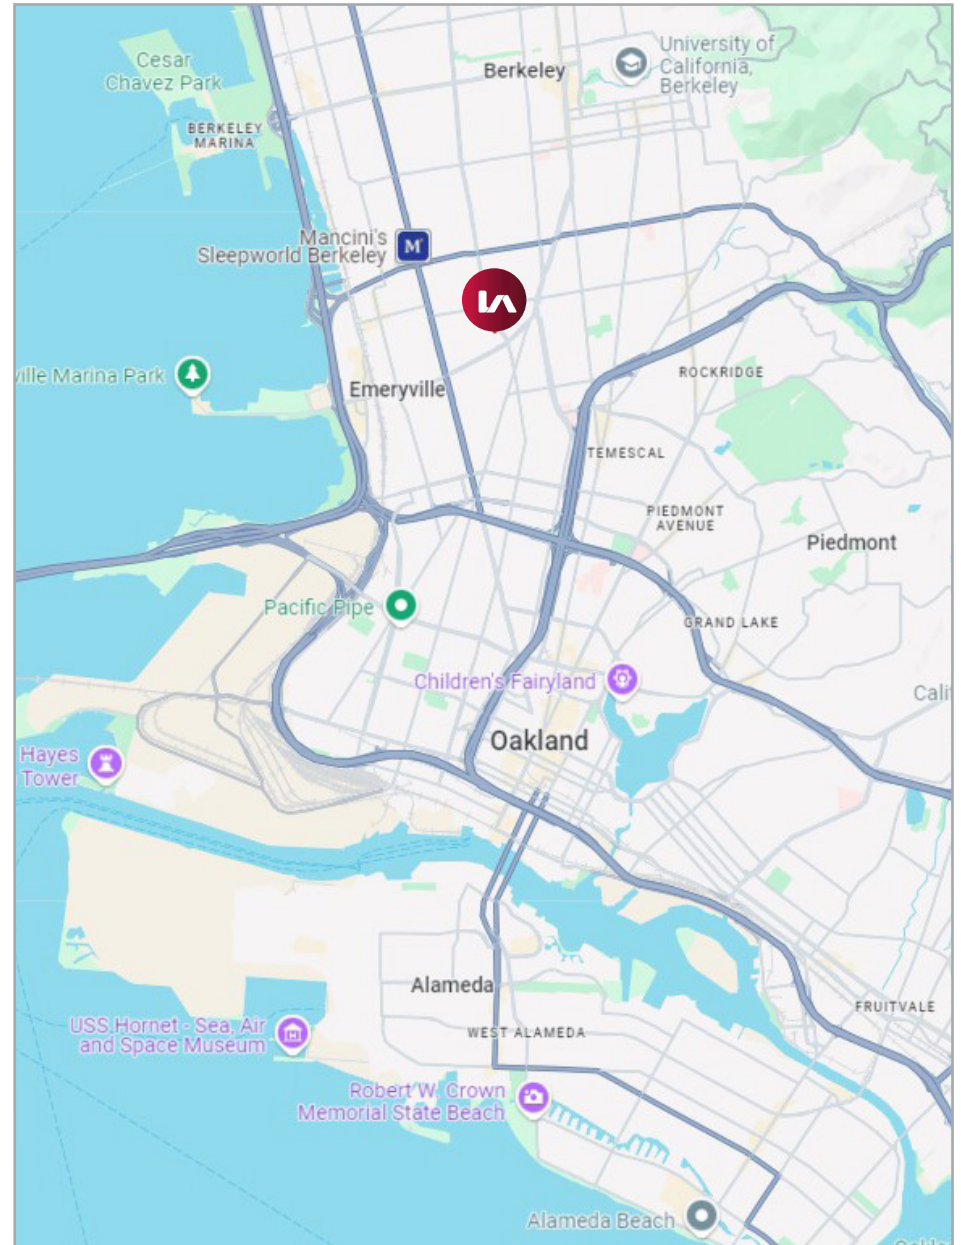 Cesar
Chavez Park
Berkeley
University of
California,
Berkeley
BERKELEY
MARINA
Mancini's
Sleepworld Berkeley
M
ville Marina Park
Emeryville
ROCKRIDGE
TEMESCAL
PIEDMONT
AVENUE
Piedmont
Pacific Pipe
GRAND LAKE
Children's Fairyland
Cali
Oakland
Hayes
Tower
Alameda
FRUITVALE
USS Hornet - Sea, Air
and Space Museum
WEST ALAMEDA
Robert W. Crown
Memorial State Beach
Alameda Beach